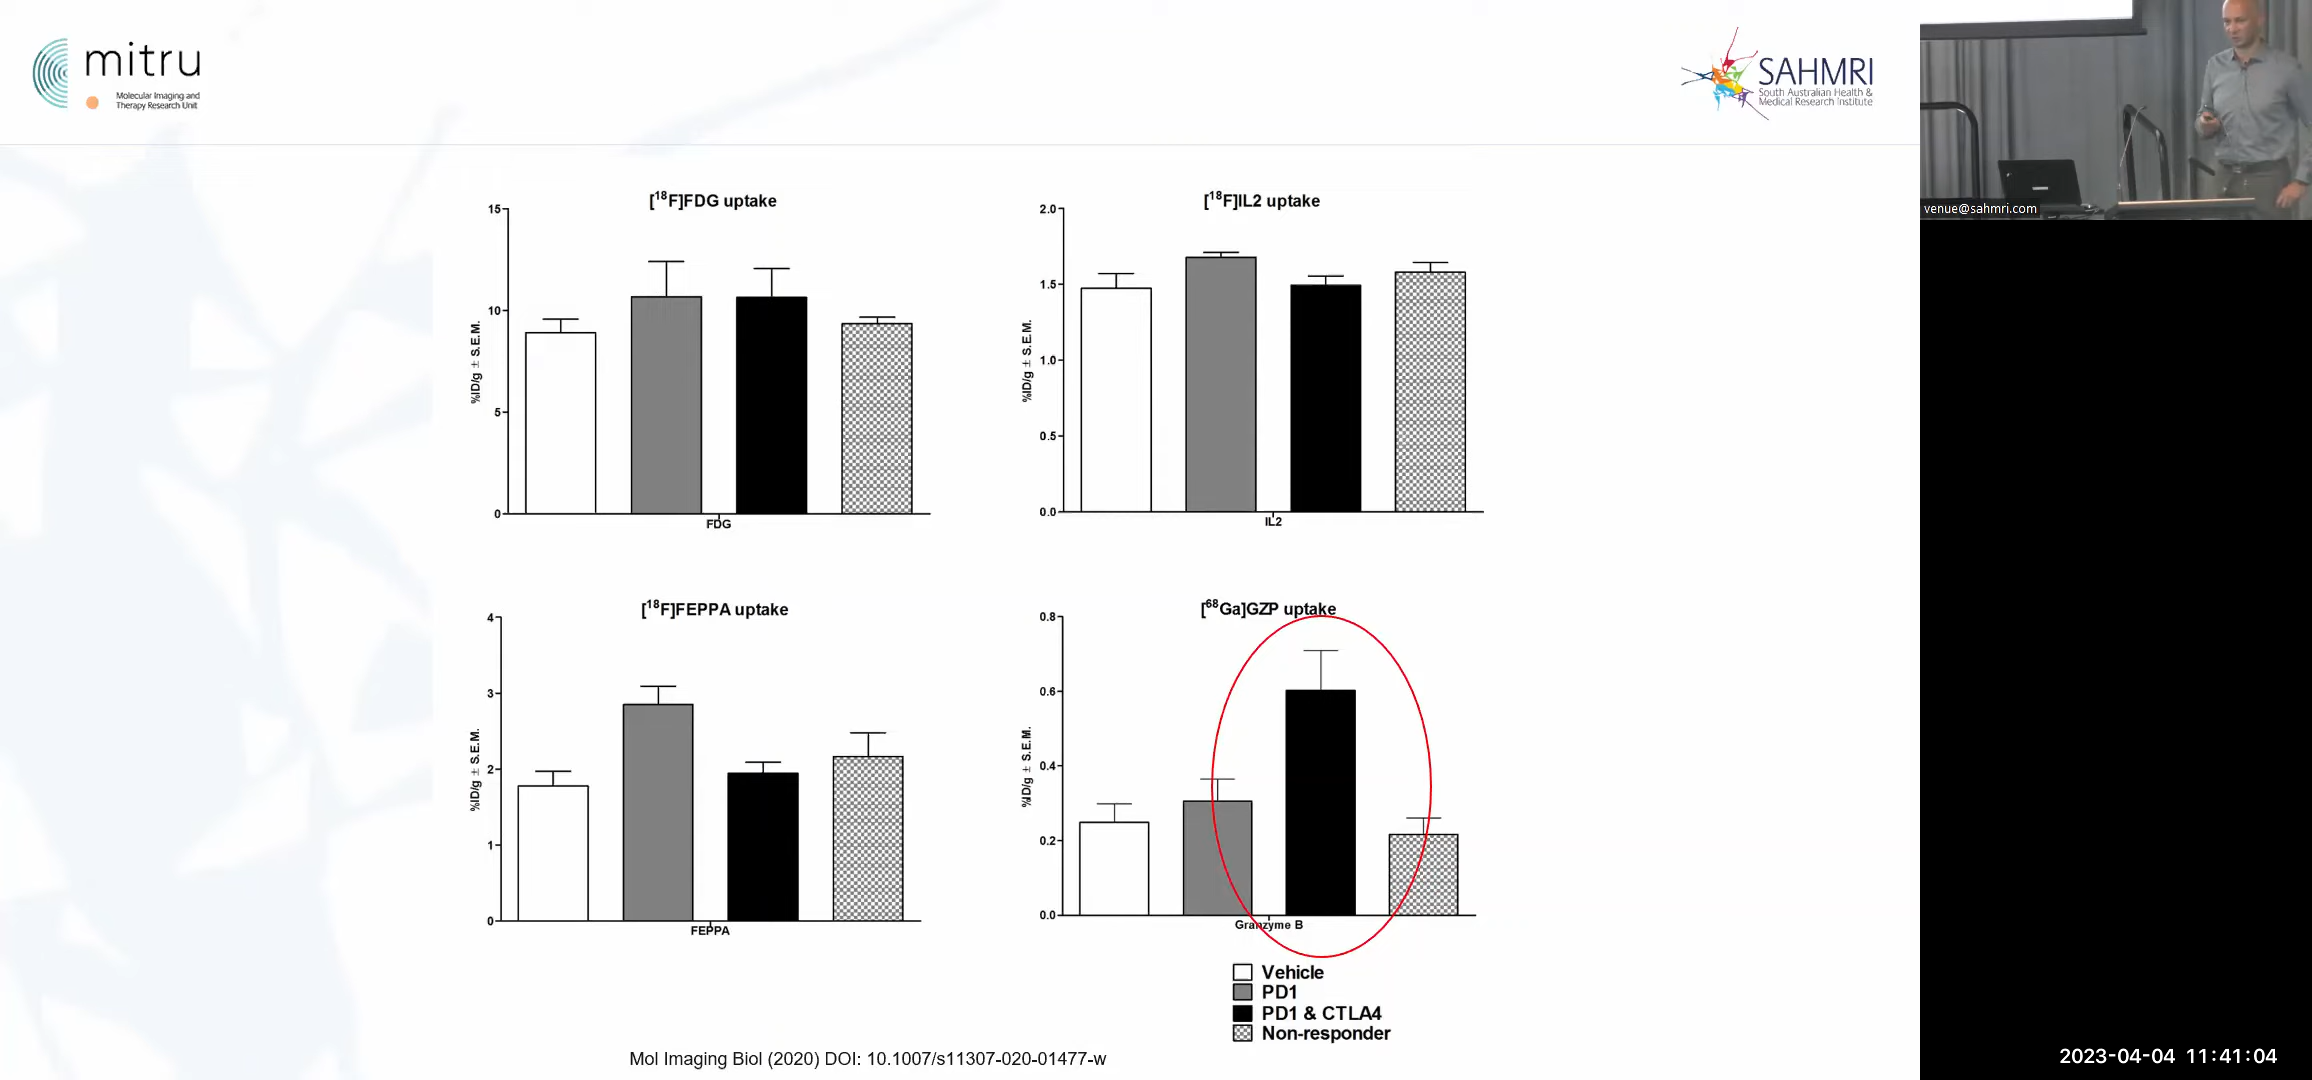 mitru
Molecular Imaging and
Therapy Research Unit
SAHMRI
South Australian Health &
Medical Research Institute
venue@sahmri.com
[18F]FDG uptake
15
10
5
0
%ID/g ± S.E.M.
FDG
[18F]IL2 uptake
2.0
1.5
1.0
0.5
0.0
%ID/g ± S.E.M.
IL2
[18F]FEPPA uptake
4
3
2
1
0
%ID/g ± S.E.M.
FEPPA
[68Ga]GZP uptake
0.8
0.6
0.4
0.2
0.0
%ID/g ± S.E.M.
Granzyme B
Vehicle
PD1
PD1 & CTLA4
Non-responder
Mol Imaging Biol (2020) DOI: 10.1007/s11307-020-01477-w
2023-04-04 11:41:04